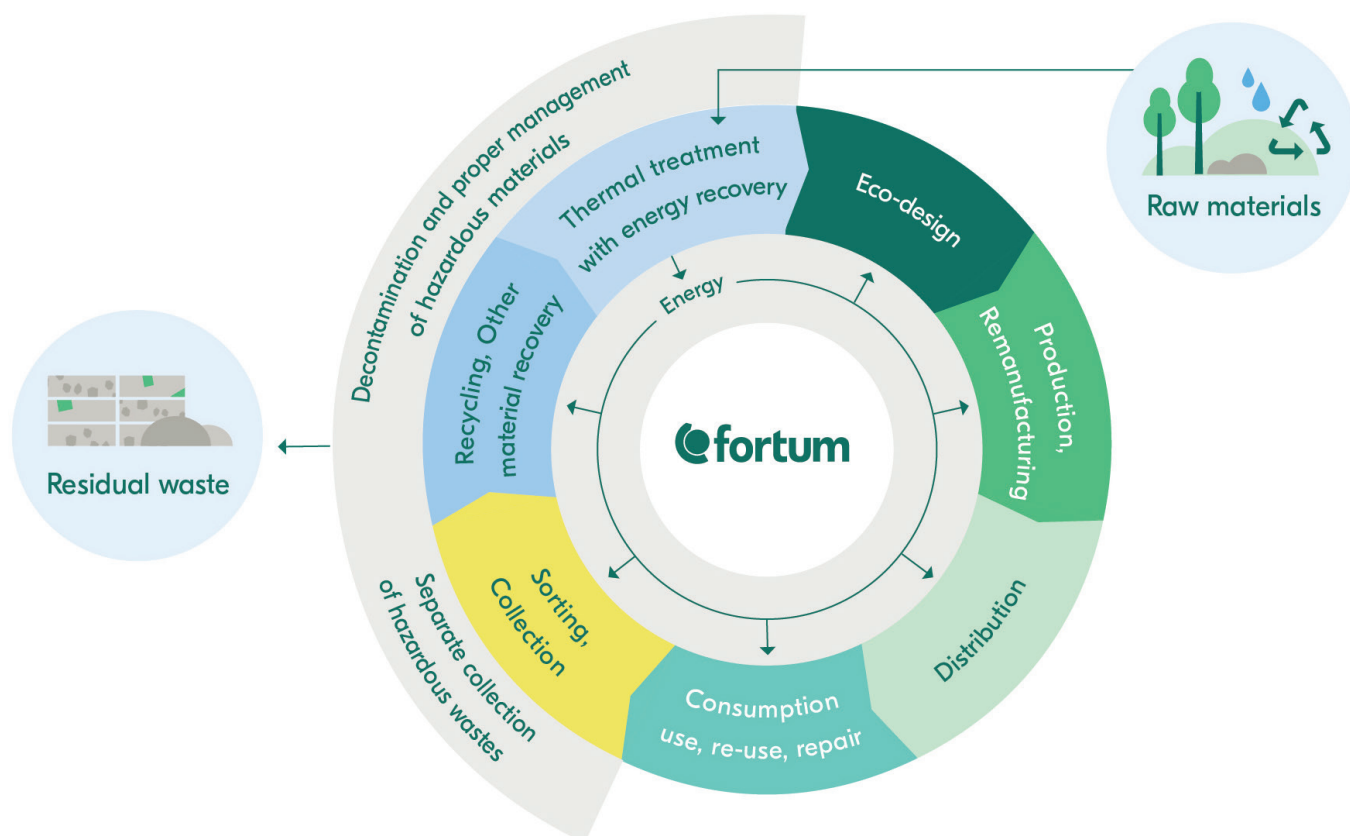 Decontamination and proper management
of hazardous materials
Thermal treatment
with energy recovery
Eco-design
Raw materials
Energy
Production,
Remanufacturing
Recycling, Other
material recovery
fortum
Residual waste
Sorting,
Collection
Separate collection
of hazardous wastes
Distribution
Consumption
use, re-use, repair